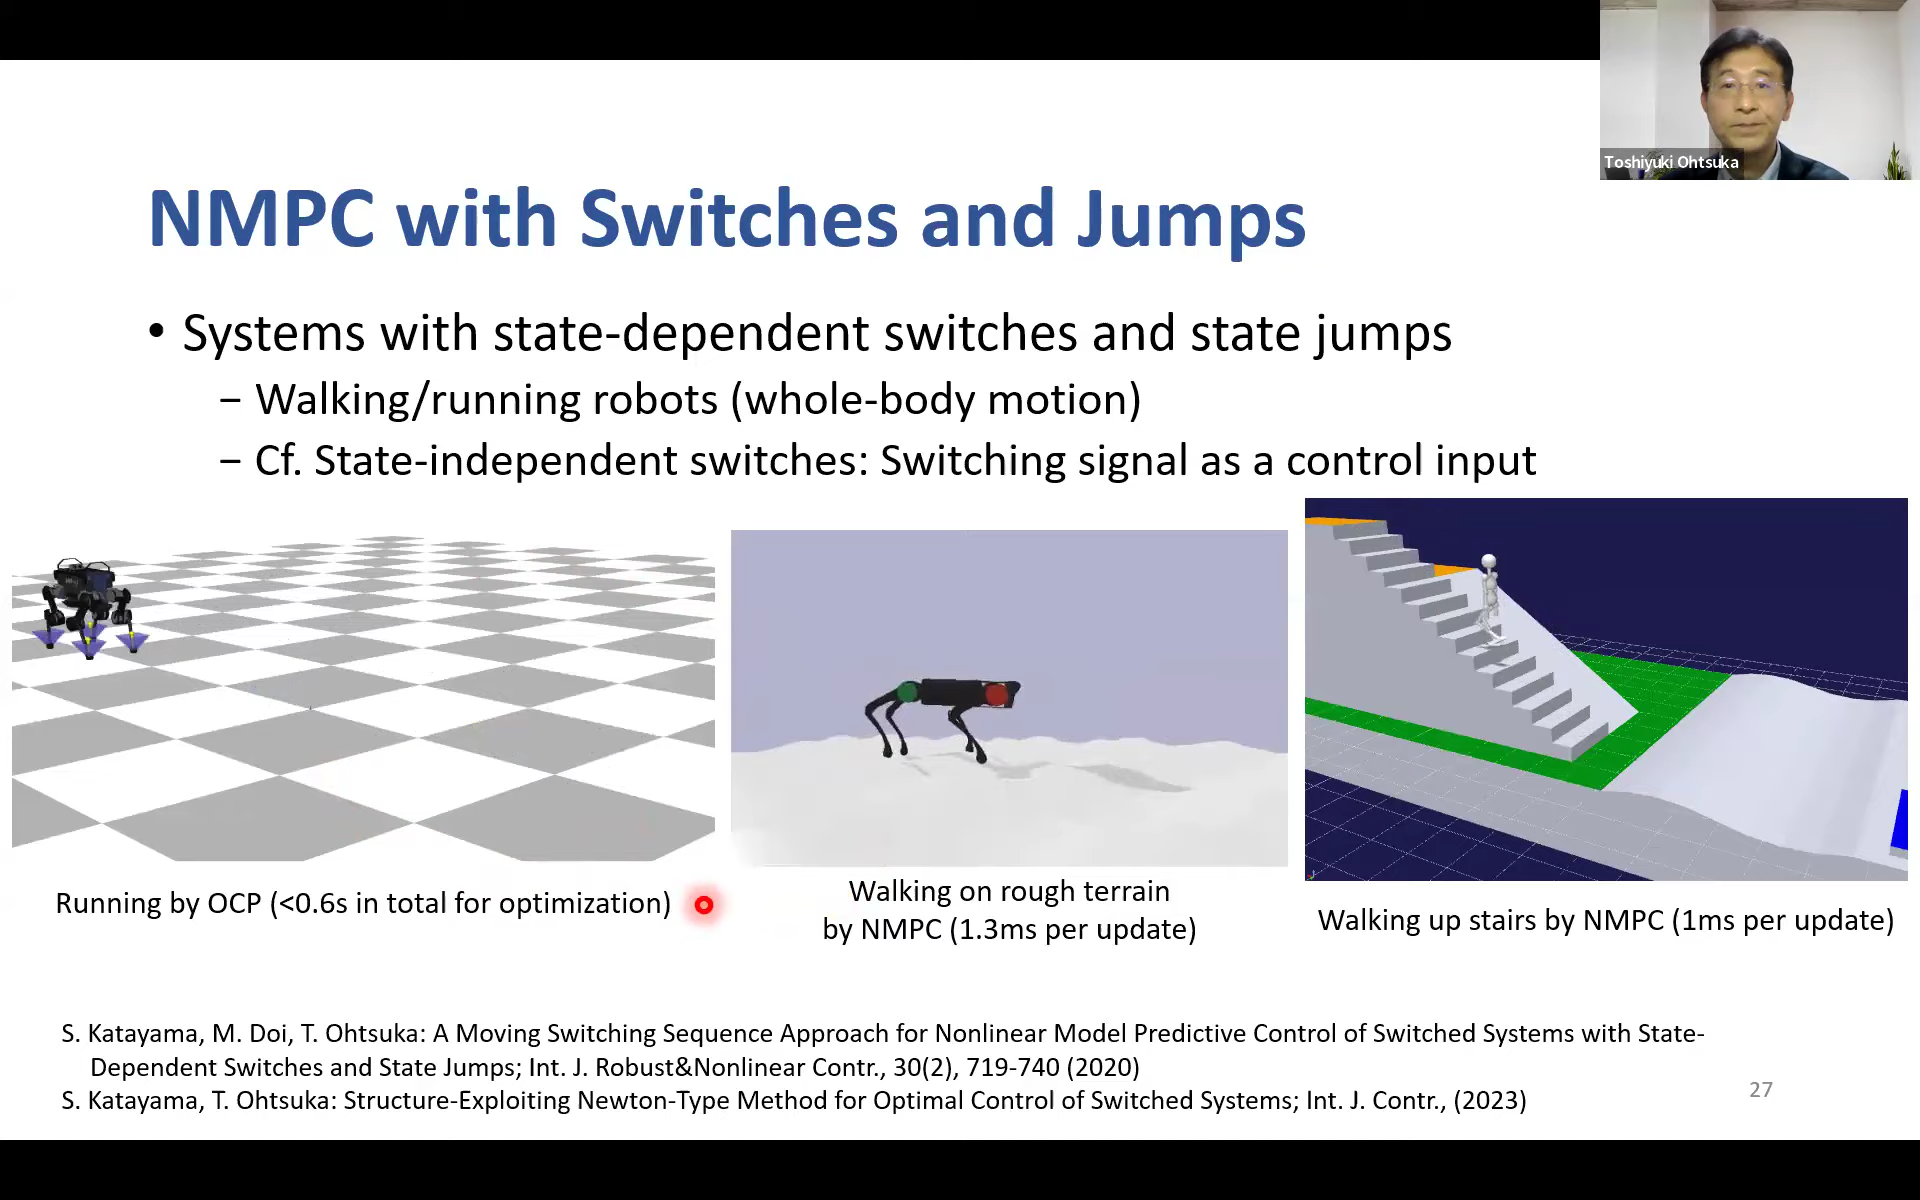 Toshiyuki Ohtsuka
NMPC with Switches and Jumps
• Systems with state-dependent switches and state jumps
– Walking/running robots (whole-body motion)
– Cf. State-independent switches: Switching signal as a control input
Running by OCP (<0.6s in total for optimization)
Walking on rough terrain
by NMPC (1.3ms per update)
Walking up stairs by NMPC (1ms per update)
S. Katayama, M. Doi, T. Ohtsuka: A Moving Switching Sequence Approach for Nonlinear Model Predictive Control of Switched Systems with State-
Dependent Switches and State Jumps; Int. J. Robust&Nonlinear Contr., 30(2), 719-740 (2020)
S. Katayama, T. Ohtsuka: Structure-Exploiting Newton-Type Method for Optimal Control of Switched Systems; Int. J. Contr., (2023)
27